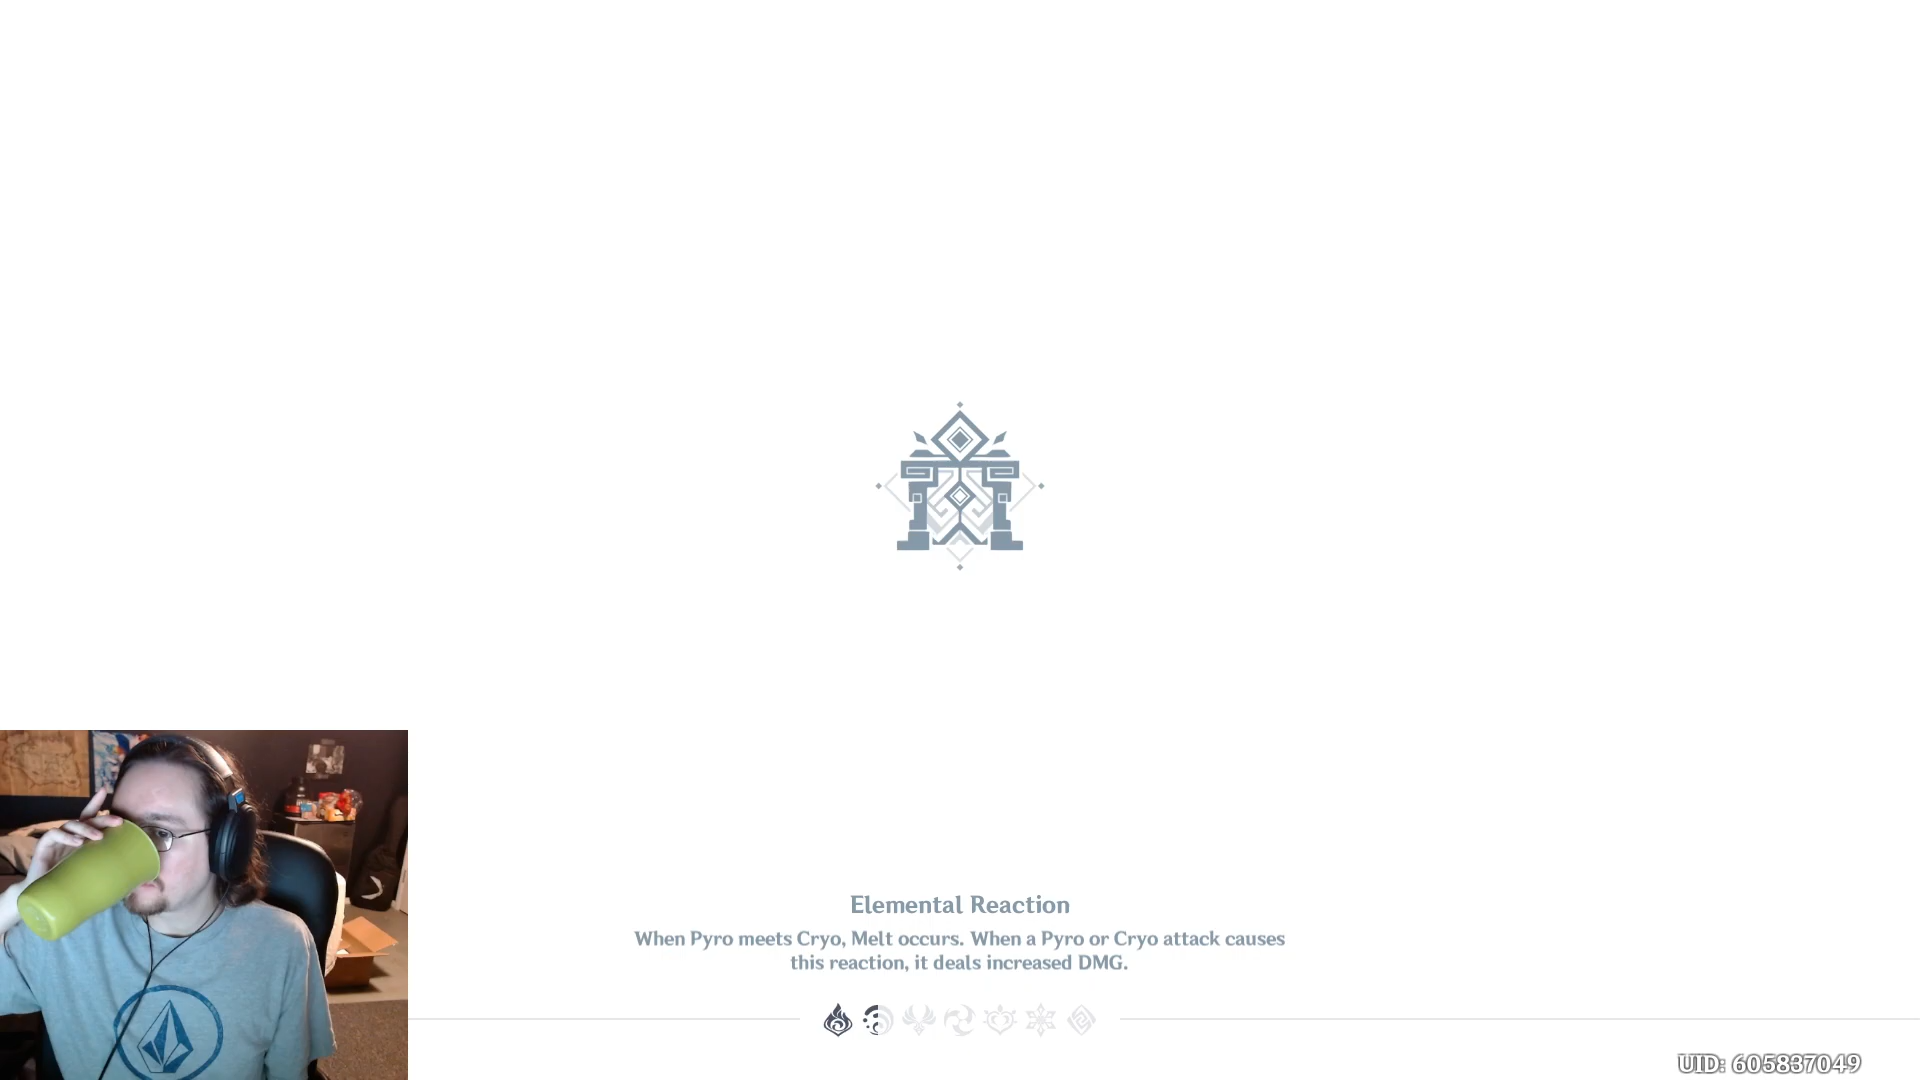 Elemental Reaction
When Pyro meets Cryo, Melt occurs. When a Pyro or Cryo attack causes
this reaction, it deals increased DMG.
UID: 605837049